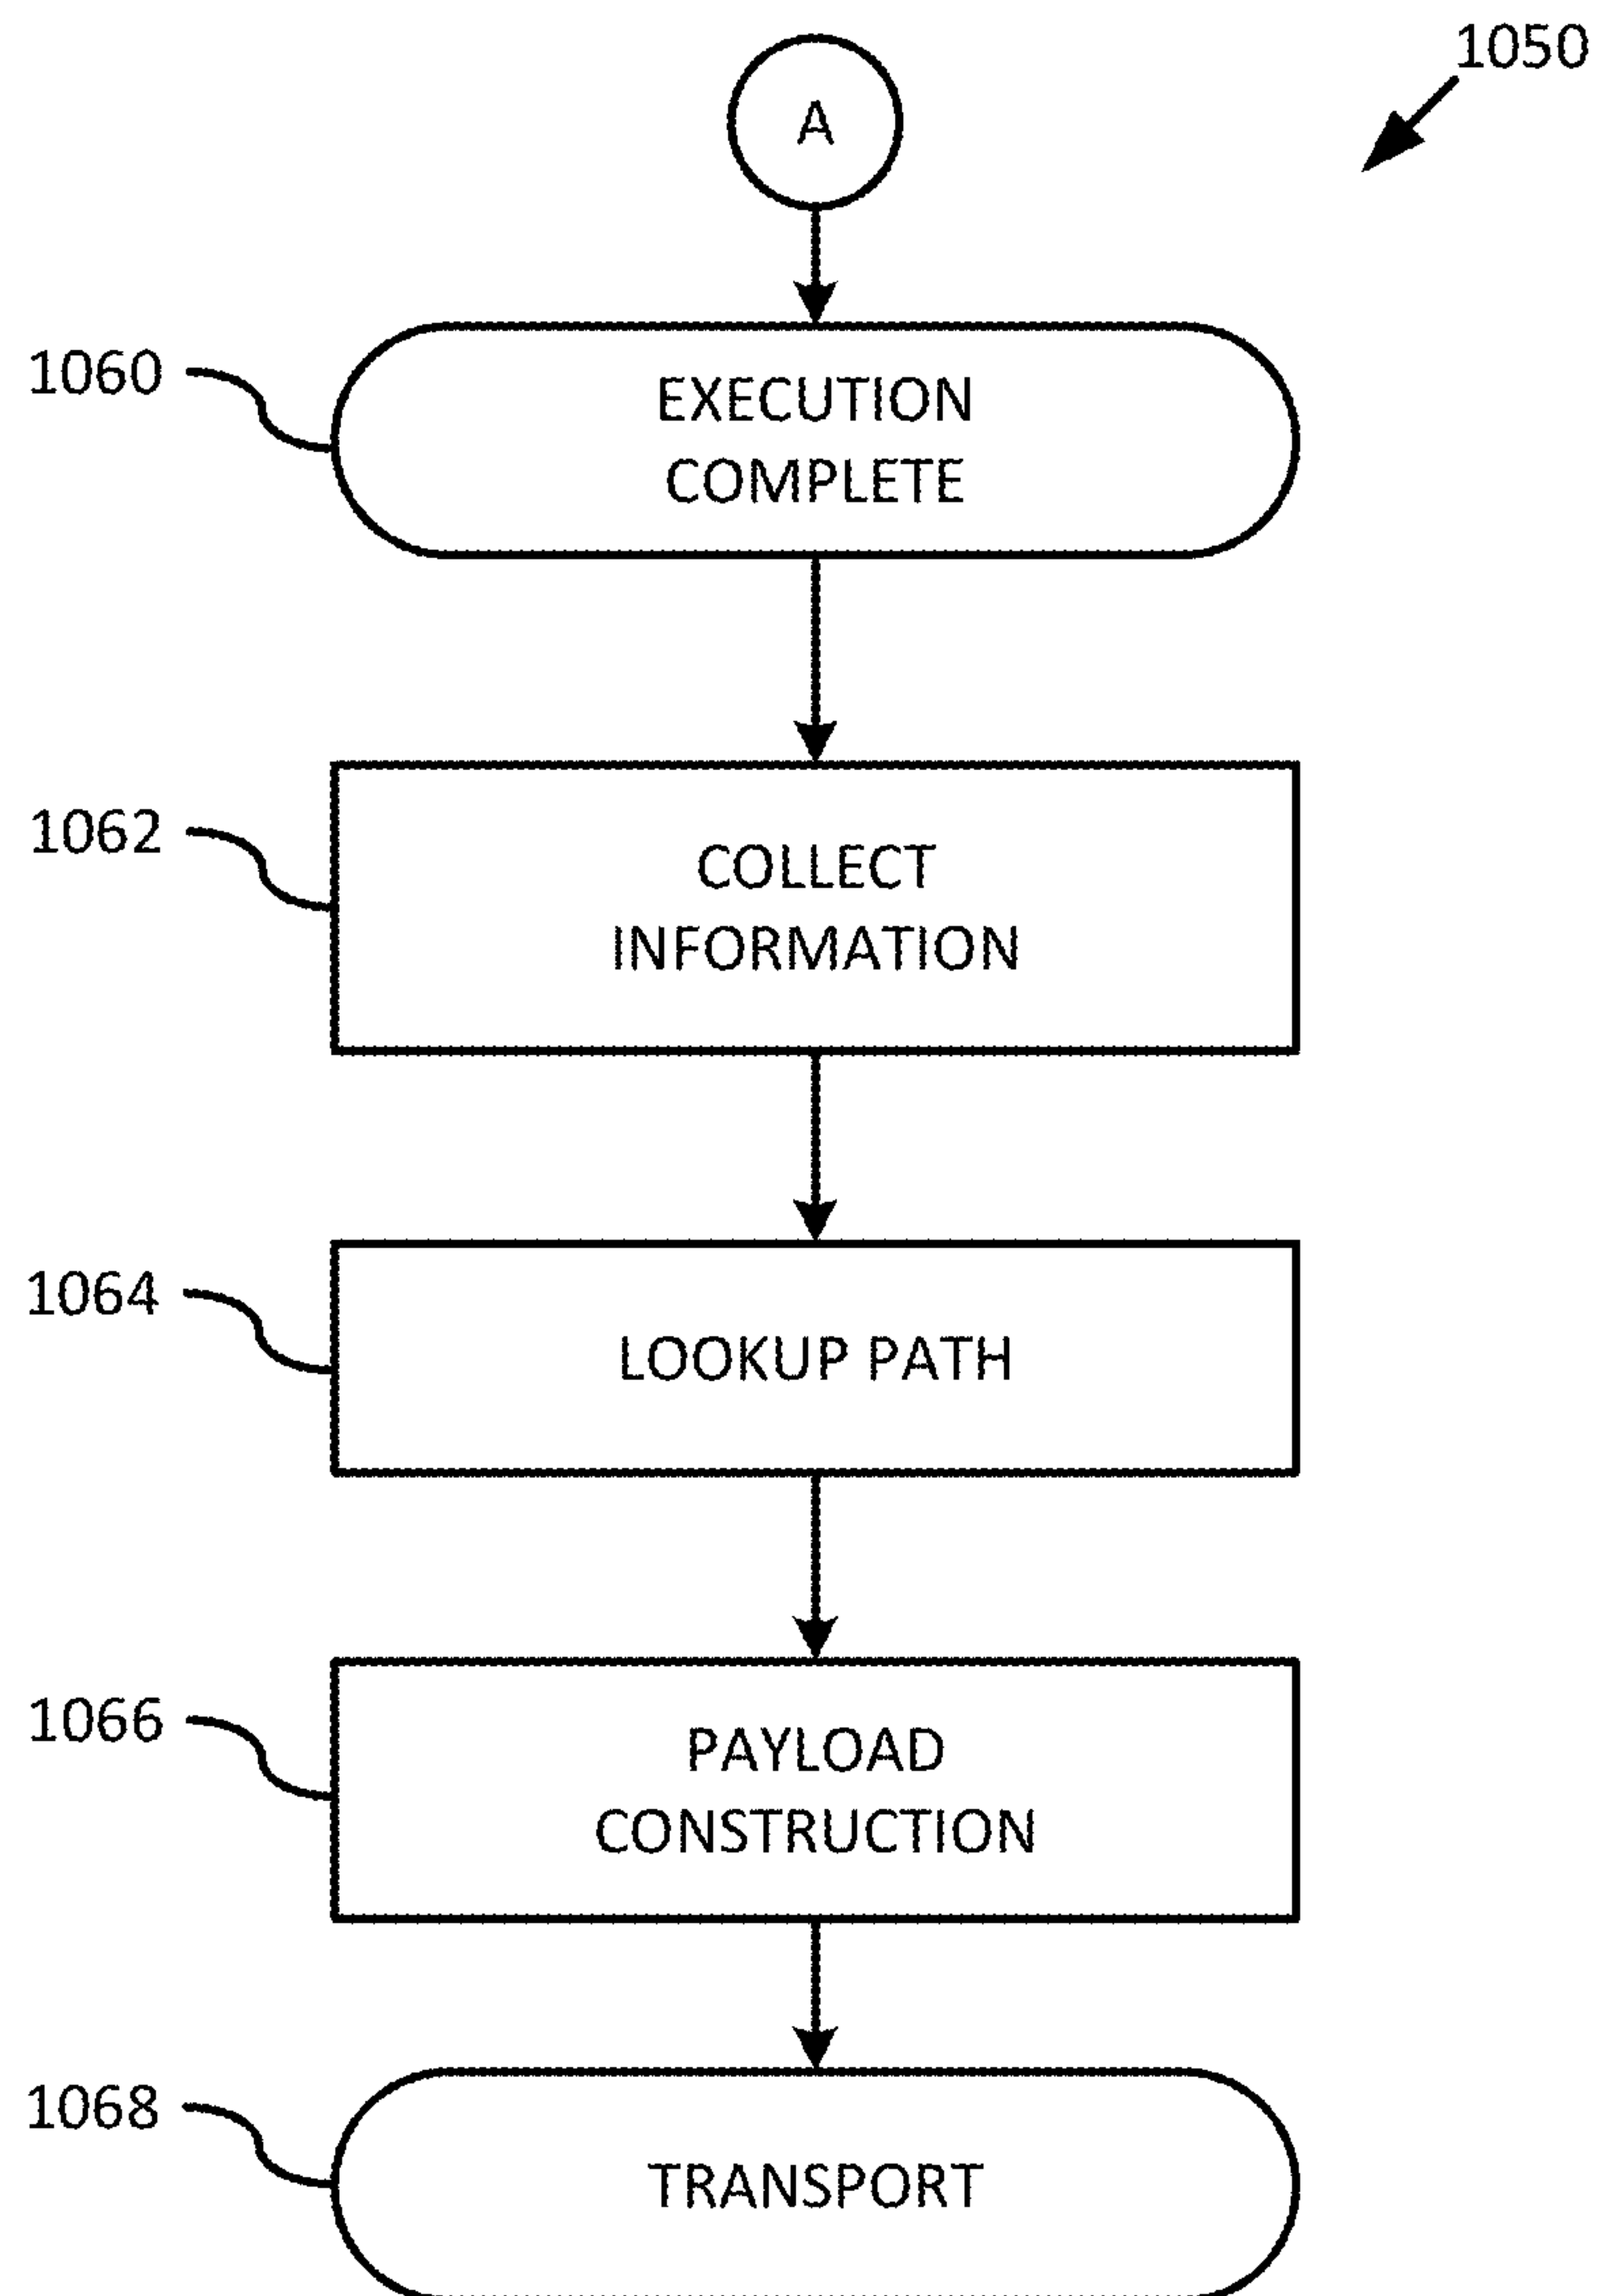 1050
A
1060
EXECUTION
COMPLETE
1062
COLLECT
INFORMATION
1064
LOOKUP PATH
1066
PAYLOAD
CONSTRUCTION
1068
TRANSPORT